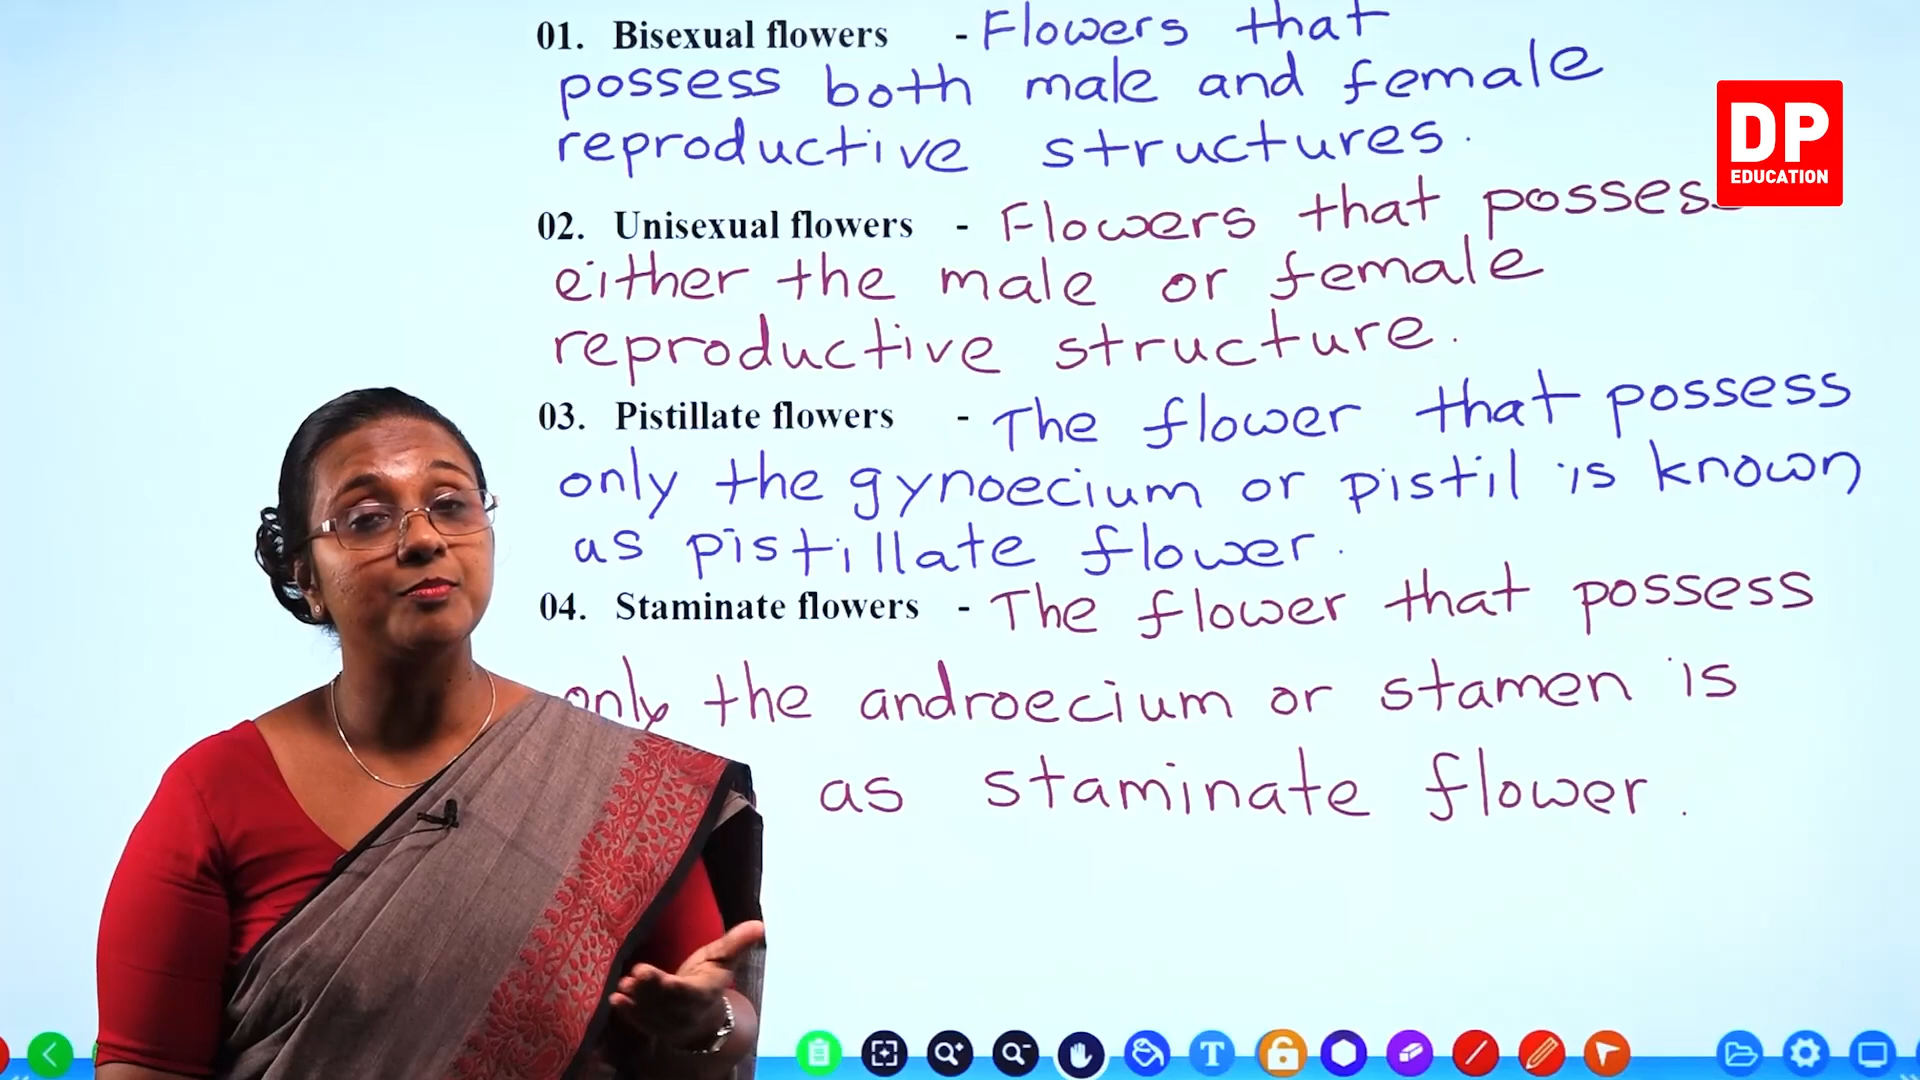 01. Bisexual flowers - Flowers that
possess both male and female
reproductive structures.
DP
EDUCATION
02. Unisexual flowers - Flowers that possess
either the male or female
reproductive structure.
03. Pistillate flowers - The flower that possess
only the gynoecium or pistil is known
as pistillate flower.
04. Staminate flowers - The flower that possess
only the androecium or stamen is
as staminate flower.
T